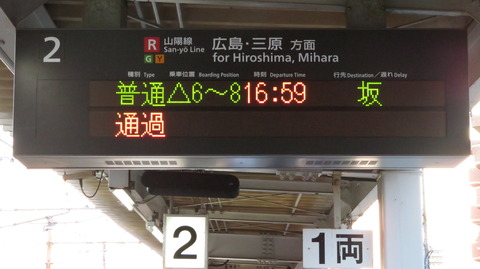 2
R 山陽線 広島・三原 方面
G Y San-yō Line for Hiroshima, Mihara
種別 Type 乗車位置 Boarding Position 時刻 Departure Time 行先 Destination / 遅れ Delay
普通 △6～8 16:59 坂
通過
2
1両